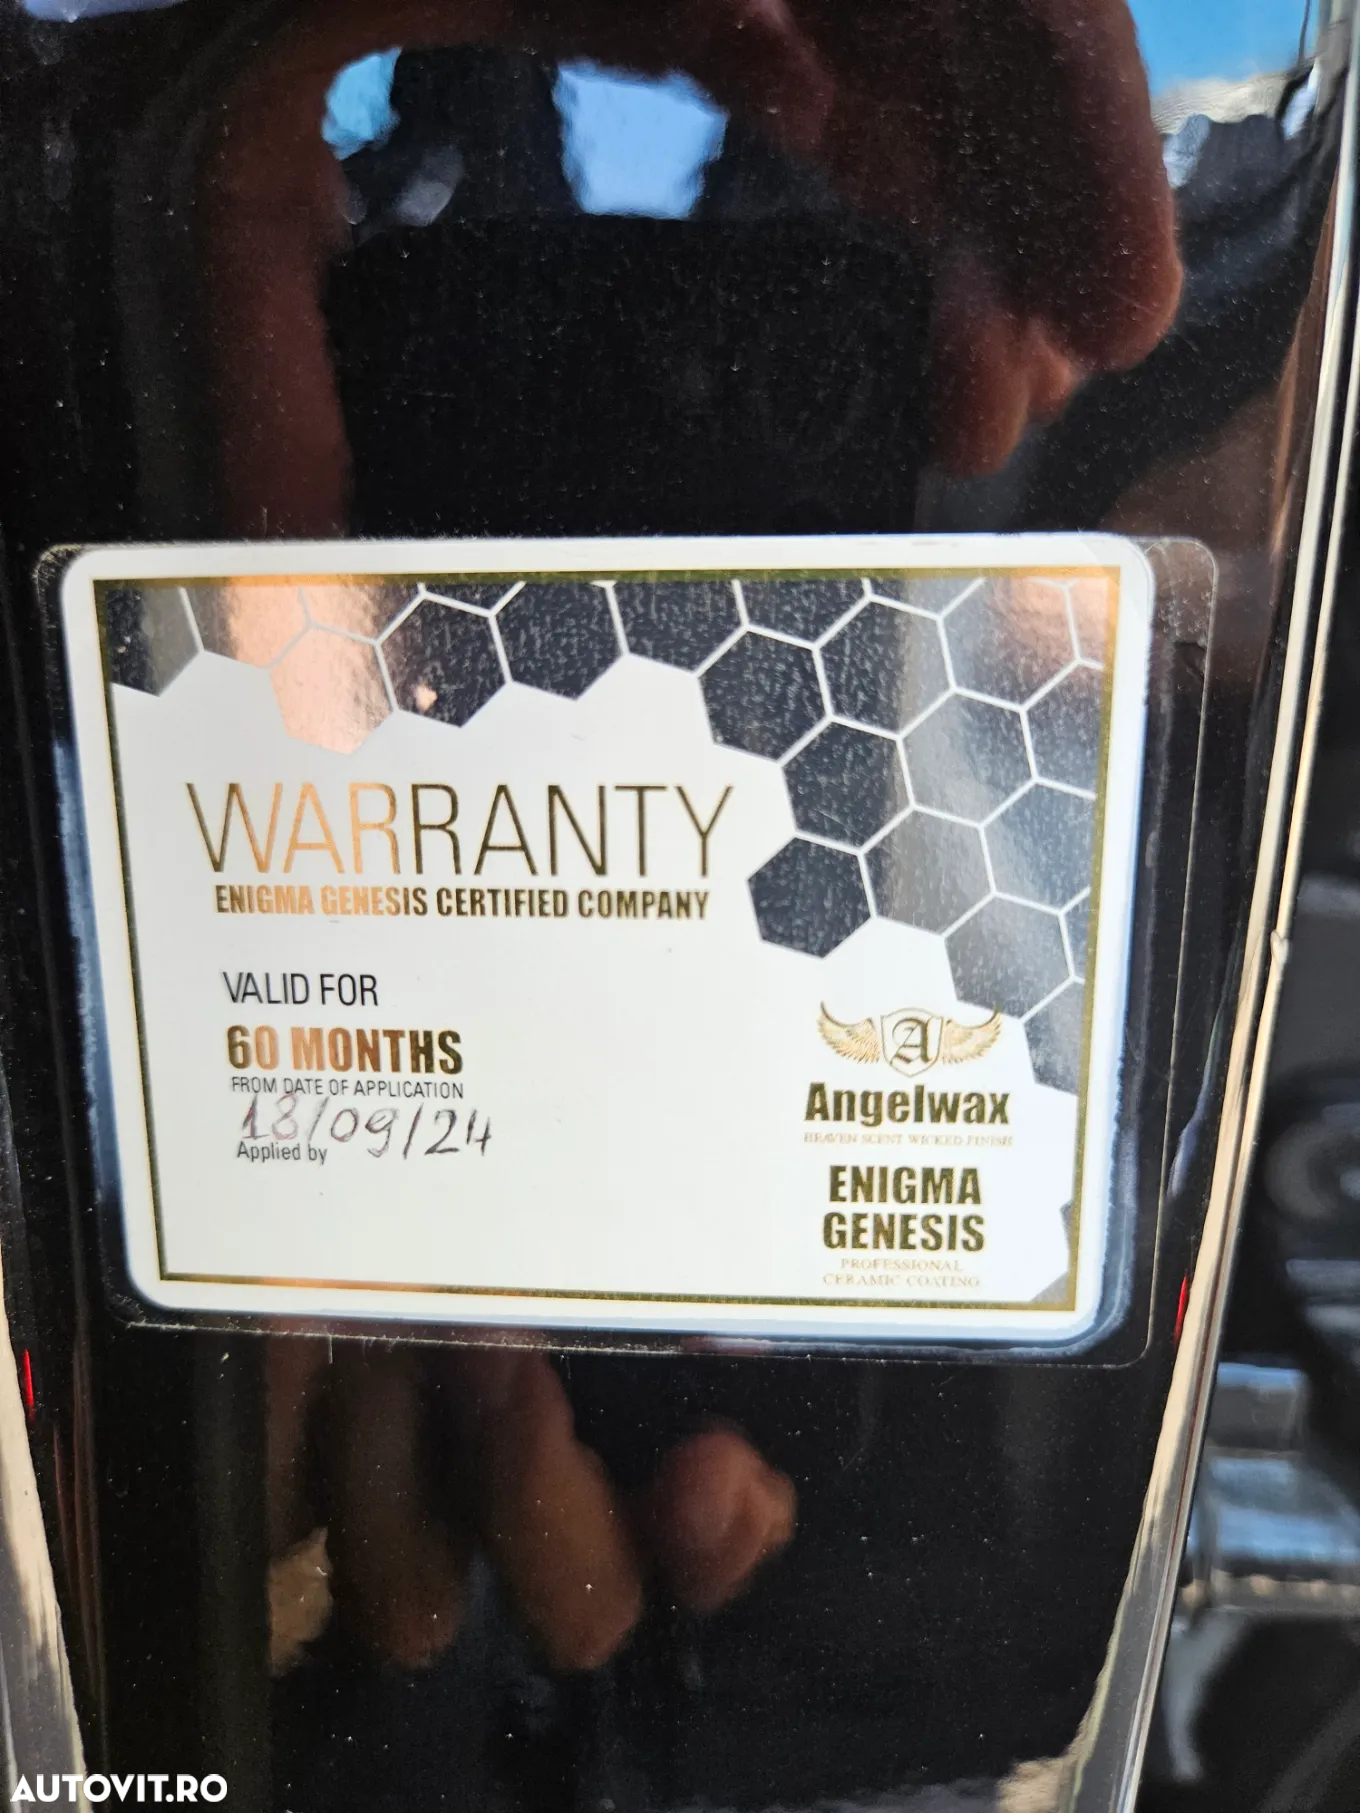 WARRANTY
ENIGMA GENESIS CERTIFIED COMPANY
VALID FOR
60 MONTHS
FROM DATE OF APPLICATION
18/09/24
Applied by
A
Angelwax
HEAVEN SCENT WICKED FINISH
ENIGMA
GENESIS
PROFESSIONAL
CERAMIC COATING
AUTOVIT.RO